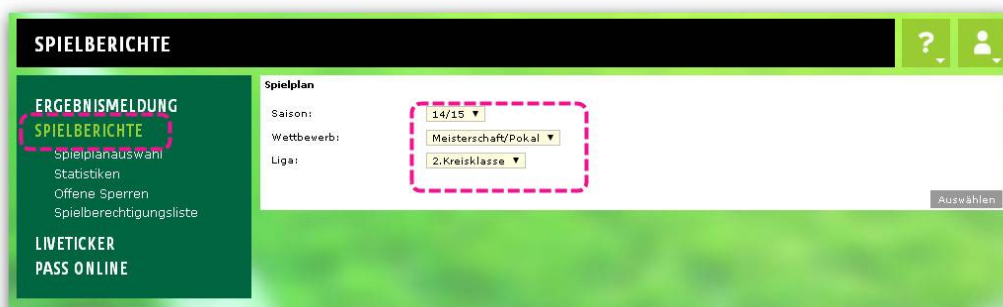 SPIELBERICHTE
?
ERGEBNISMELDUNG
SPIELBERICHTE
Spielplanauswahl
Statistiken
Offene Sperren
Spielberechtigungsliste
LIVETICKER
PASS ONLINE
Spielplan
Saison: 14/15
Wettbewerb: Meisterschaft/Pokal
Liga: 2.Kreisklasse
Auswählen